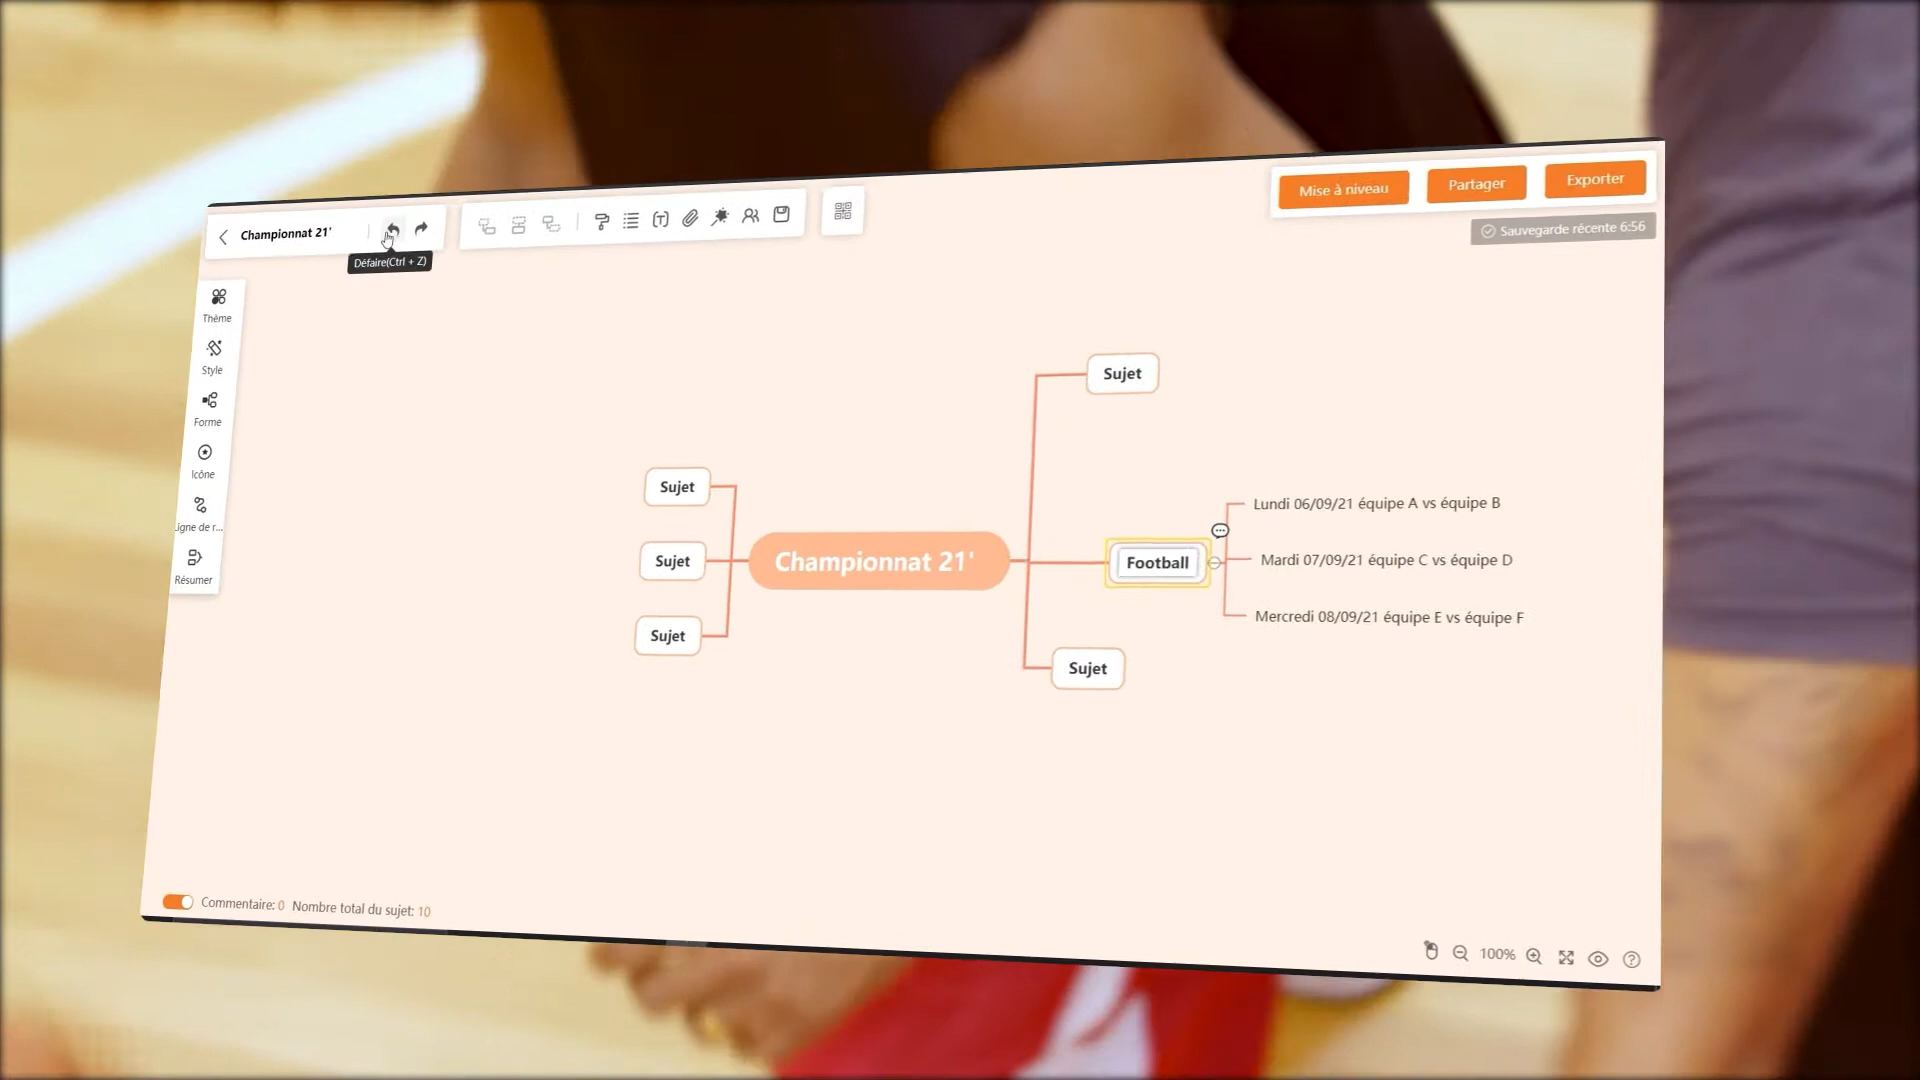 Championnat 21'
Défaire(Ctrl + Z)
Mise à niveau
Partager
Exporter
Sauvegarde récente 6:56
Thème
Style
Forme
Icône
Ligne de r...
Résumer
Sujet
Sujet
Sujet
Championnat 21'
Sujet
Football
Sujet
Lundi 06/09/21 équipe A vs équipe B
Mardi 07/09/21 équipe C vs équipe D
Mercredi 08/09/21 équipe E vs équipe F
Commentaire: 0 Nombre total du sujet: 10
100%